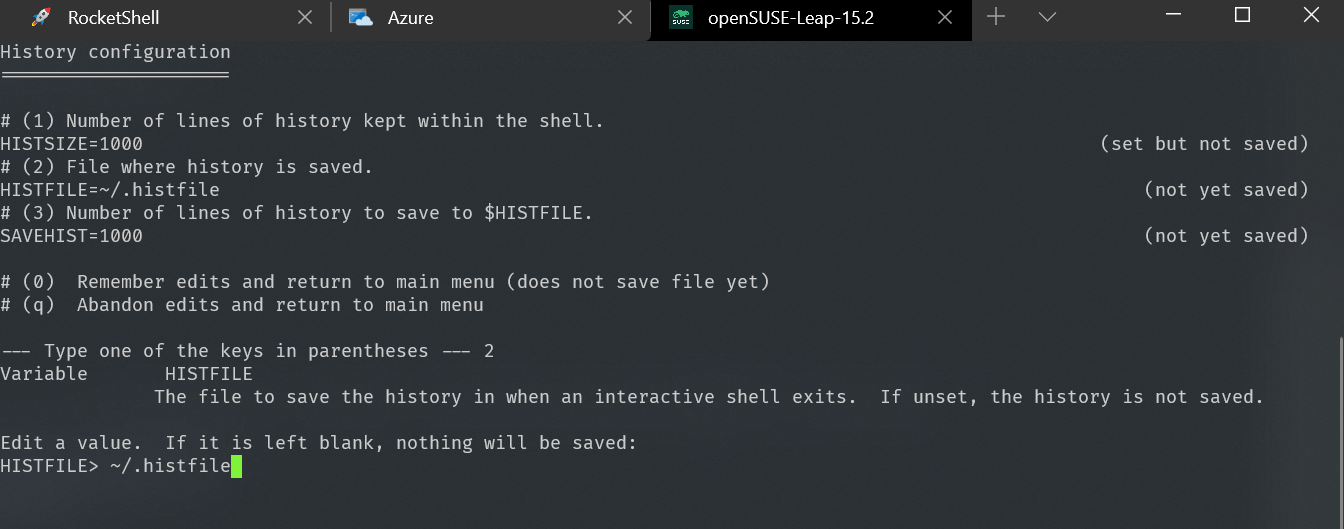 RocketShell
Azure
SUSE
openSUSE-Leap-15.2
History configuration
=====================
# (1) Number of lines of history kept within the shell.
HISTSIZE=1000 (set but not saved)
# (2) File where history is saved.
HISTFILE=~/.histfile (not yet saved)
# (3) Number of lines of history to save to $HISTFILE.
SAVEHIST=1000 (not yet saved)
# (0)  Remember edits and return to main menu (does not save file yet)
# (q)  Abandon edits and return to main menu
--- Type one of the keys in parentheses --- 2
Variable       HISTFILE
The file to save the history in when an interactive shell exits.  If unset, the history is not saved.
Edit a value.  If it is left blank, nothing will be saved:
HISTFILE> ~/.histfile